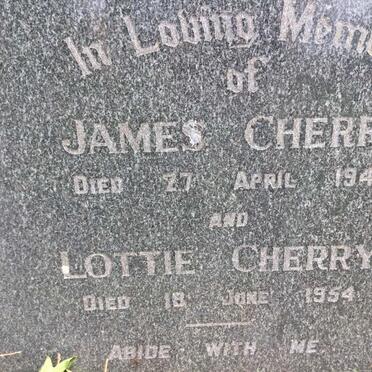 In Loving Mem
of
JAMES CHERR
DIED 27 APRIL 194
AND
LOTTIE CHERRY
DIED 18 JUNE 1954
ABIDE WITH ME.